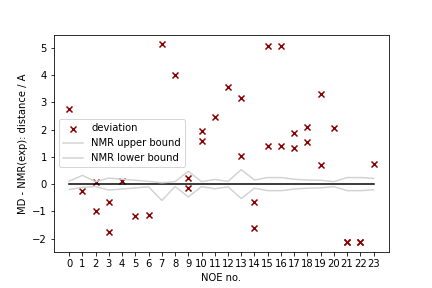 5
4
3
2
1
0
−1
−2
MD - NMR(exp): distance / A
deviation
NMR upper bound
NMR lower bound
0 1 2 3 4 5 6 7 8 9 10 11 12 13 14 15 16 17 18 19 20 21 22 23
NOE no.